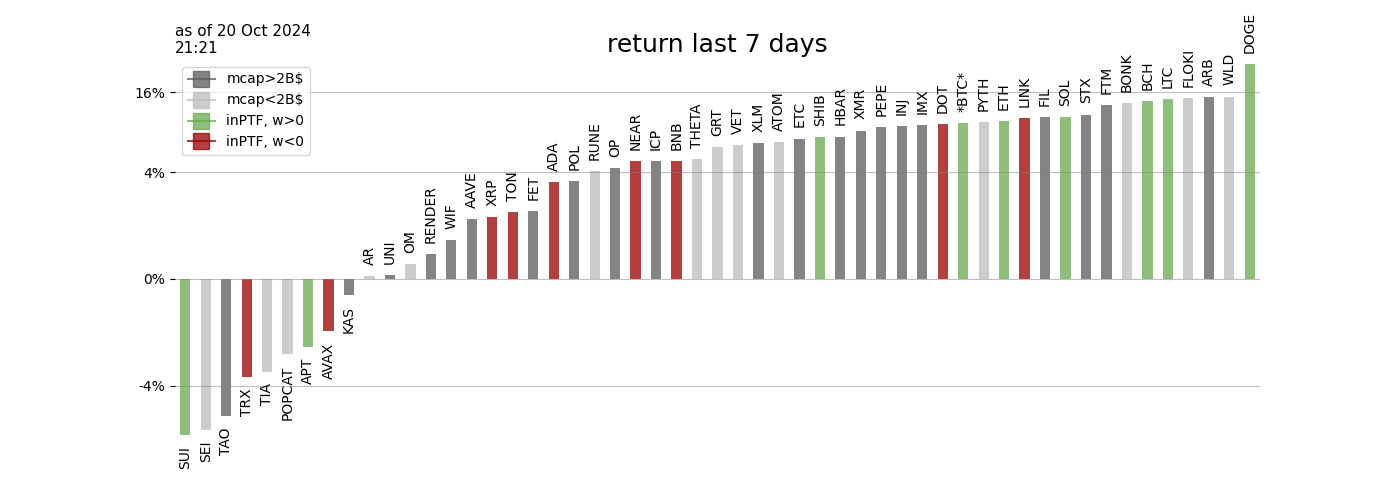 as of 20 Oct 2024
21:21
return last 7 days
mcap>2B$
mcap<2B$
inPTF, w>0
inPTF, w<0
16%
4%
0%
-4%
SUI
SEI
TAO
TRX
TIA
POPCAT
APT
AVAX
KAS
AR
UNI
OM
RENDER
WIF
AAVE
XRP
TON
FET
ADA
POL
RUNE
OP
NEAR
ICP
BNB
THETA
GRT
VET
XLM
ATOM
ETC
SHIB
HBAR
XMR
PEPE
INJ
IMX
DOT
*BTC*
PYTH
ETH
LINK
FIL
SOL
STX
FTM
BONK
BCH
LTC
FLOKI
ARB
WLD
DOGE